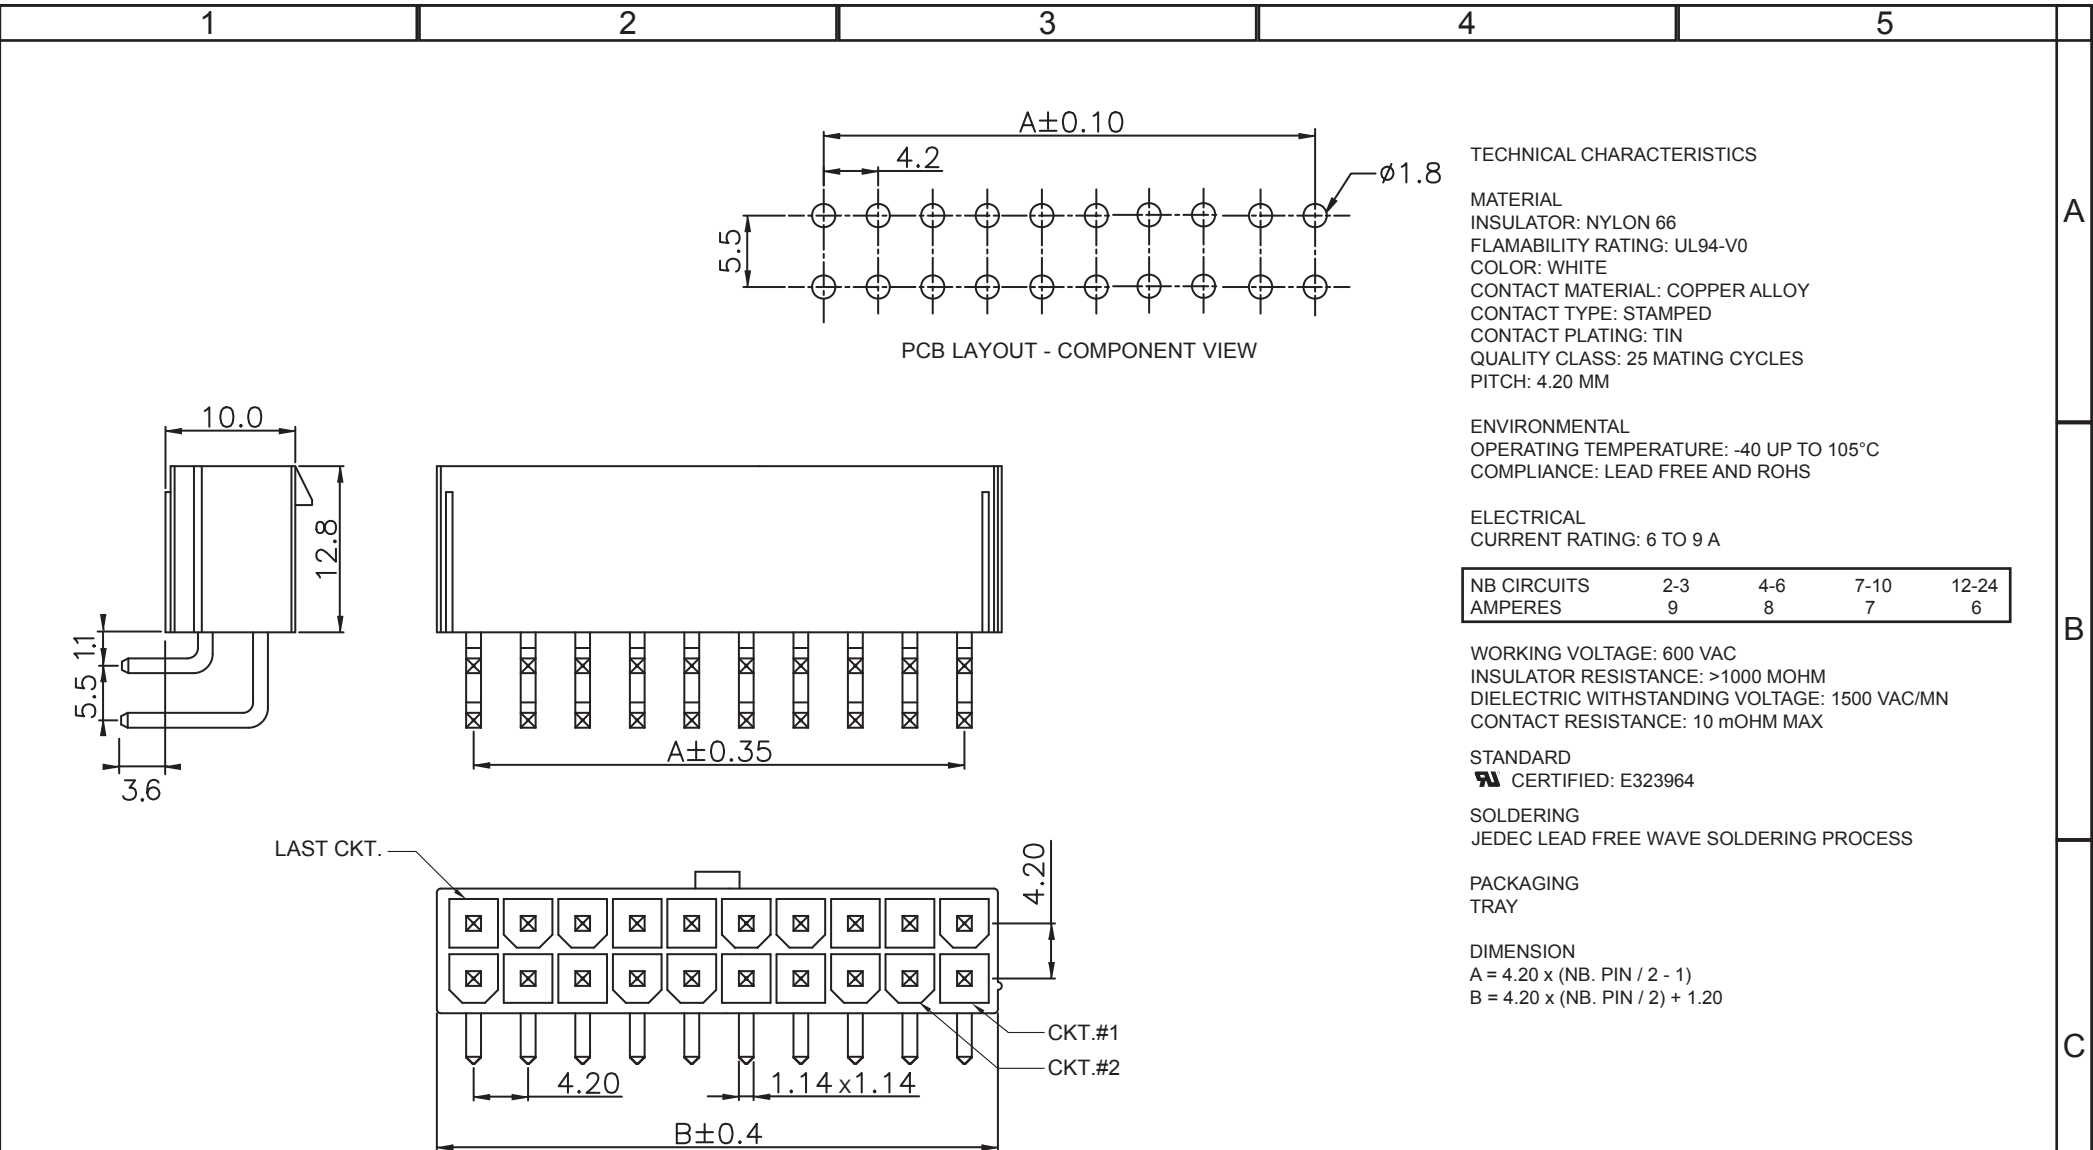 1 2 3 4 5
A
B
C
A±0.10
4.2
ø1.8
5.5
PCB LAYOUT - COMPONENT VIEW
10.0
12.8
1.1
5.5
3.6
A±0.35
LAST CKT.
4.20
CKT.#1
CKT.#2
4.20
1.14x1.14
B±0.4
TECHNICAL CHARACTERISTICS
MATERIAL
INSULATOR: NYLON 66
FLAMABILITY RATING: UL94-V0
COLOR: WHITE
CONTACT MATERIAL: COPPER ALLOY
CONTACT TYPE: STAMPED
CONTACT PLATING: TIN
QUALITY CLASS: 25 MATING CYCLES
PITCH: 4.20 MM
ENVIRONMENTAL
OPERATING TEMPERATURE: -40 UP TO 105°C
COMPLIANCE: LEAD FREE AND ROHS
ELECTRICAL
CURRENT RATING: 6 TO 9 A
NB CIRCUITS 2-3 4-6 7-10 12-24
AMPERES 9 8 7 6
WORKING VOLTAGE: 600 VAC
INSULATOR RESISTANCE: >1000 MOHM
DIELECTRIC WITHSTANDING VOLTAGE: 1500 VAC/MN
CONTACT RESISTANCE: 10 mOHM MAX
STANDARD
CERTIFIED: E323964
SOLDERING
JEDEC LEAD FREE WAVE SOLDERING PROCESS
PACKAGING
TRAY
DIMENSION
A = 4.20 x (NB. PIN / 2 - 1)
B = 4.20 x (NB. PIN / 2) + 1.20